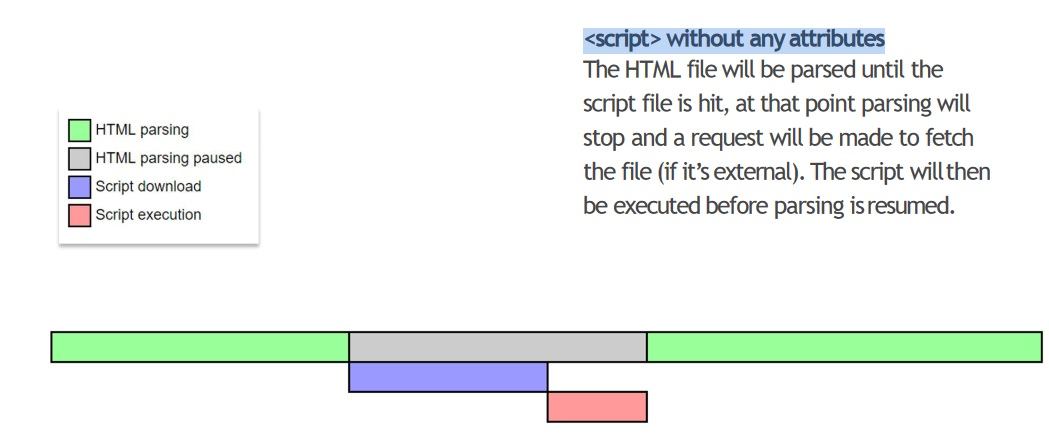 <script> without any attributes
The HTML file will be parsed until the
script file is hit, at that point parsing will
stop and a request will be made to fetch
the file (if it's external). The script will then
be executed before parsing is resumed.
HTML parsing
HTML parsing paused
Script download
Script execution